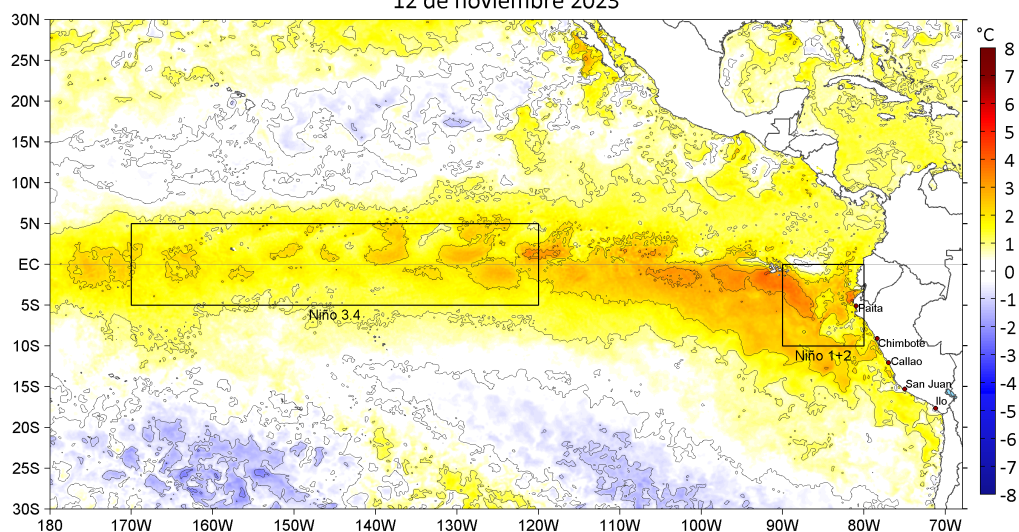 12 de noviembre 2023
°C
30N
25N
20N
15N
10N
5N
EC
5S
10S
15S
20S
25S
30S
8
7
6
5
4
3
2
1
0
-1
-2
-3
-4
-5
-6
-7
-8
Niño 3.4
Niño 1+2
Paita
Chimbote
Callao
San Juan
Ilo
180 170W 160W 150W 140W 130W 120W 110W 100W 90W 80W 70W